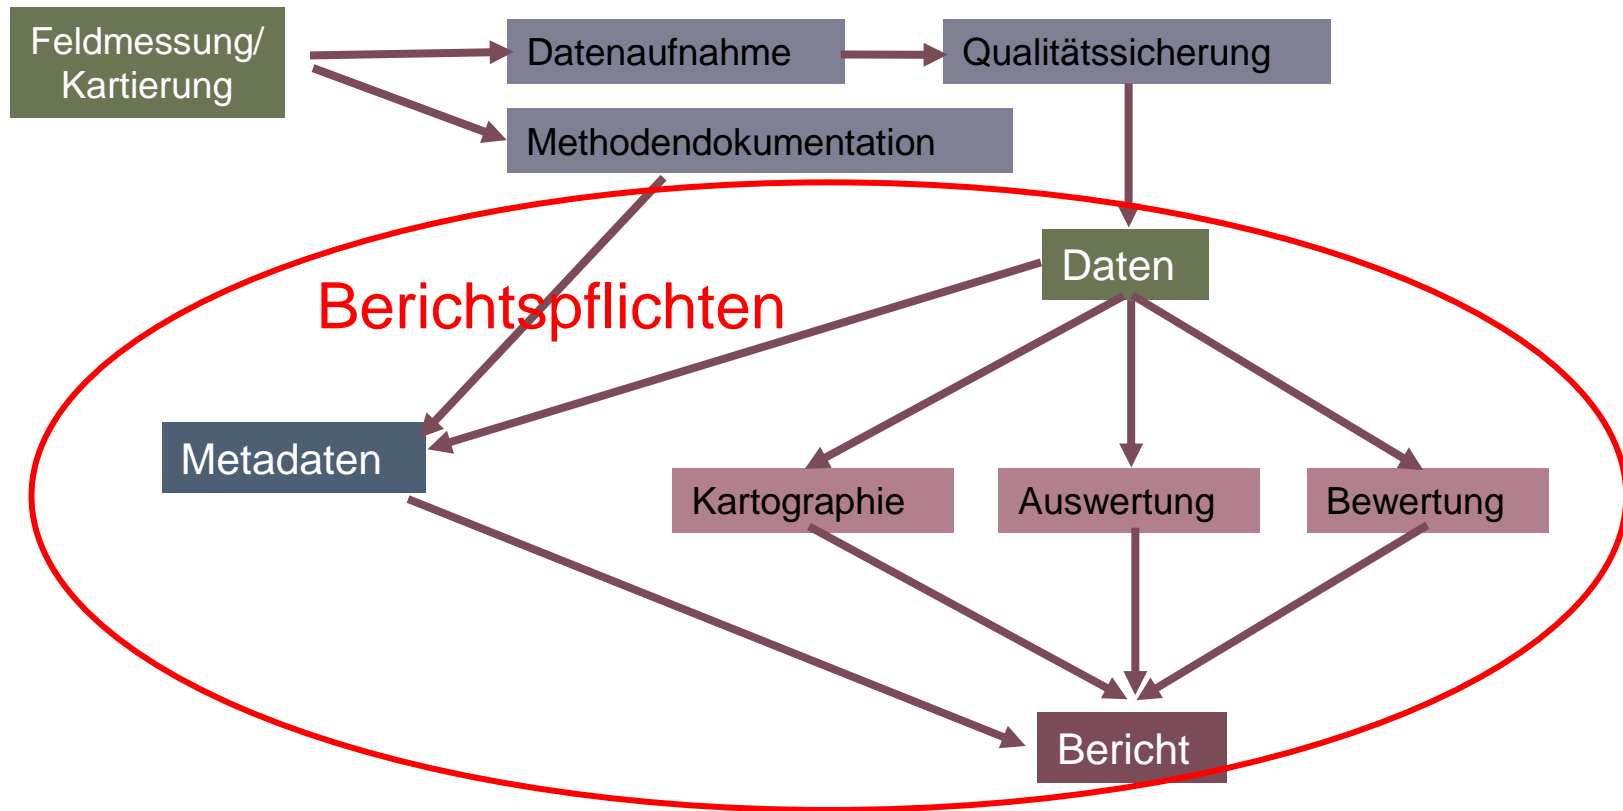 Feldmessung/
Kartierung
Datenaufnahme
Qualitätssicherung
Methodendokumentation
Daten
Berichtspflichten
Metadaten
Kartographie
Auswertung
Bewertung
Bericht